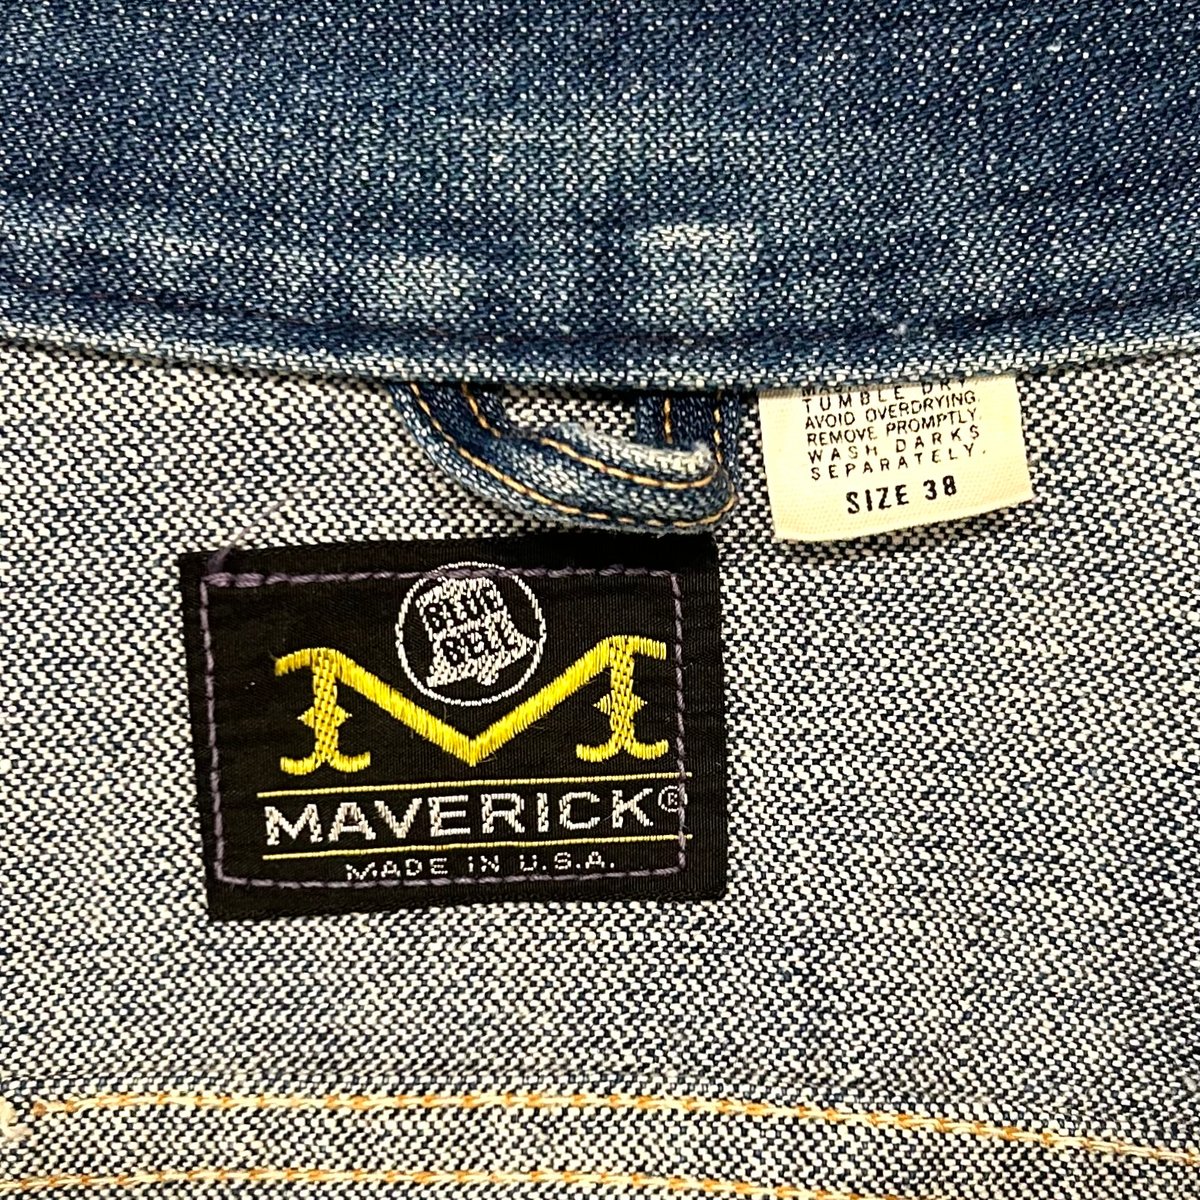 TUMBLE DRY
AVOID OVERDRYING.
REMOVE PROMPTLY.
WASH DARKS
SEPARATELY.
SIZE 38
BLUE
BELL
MAVERICK®
MADE IN U.S.A.